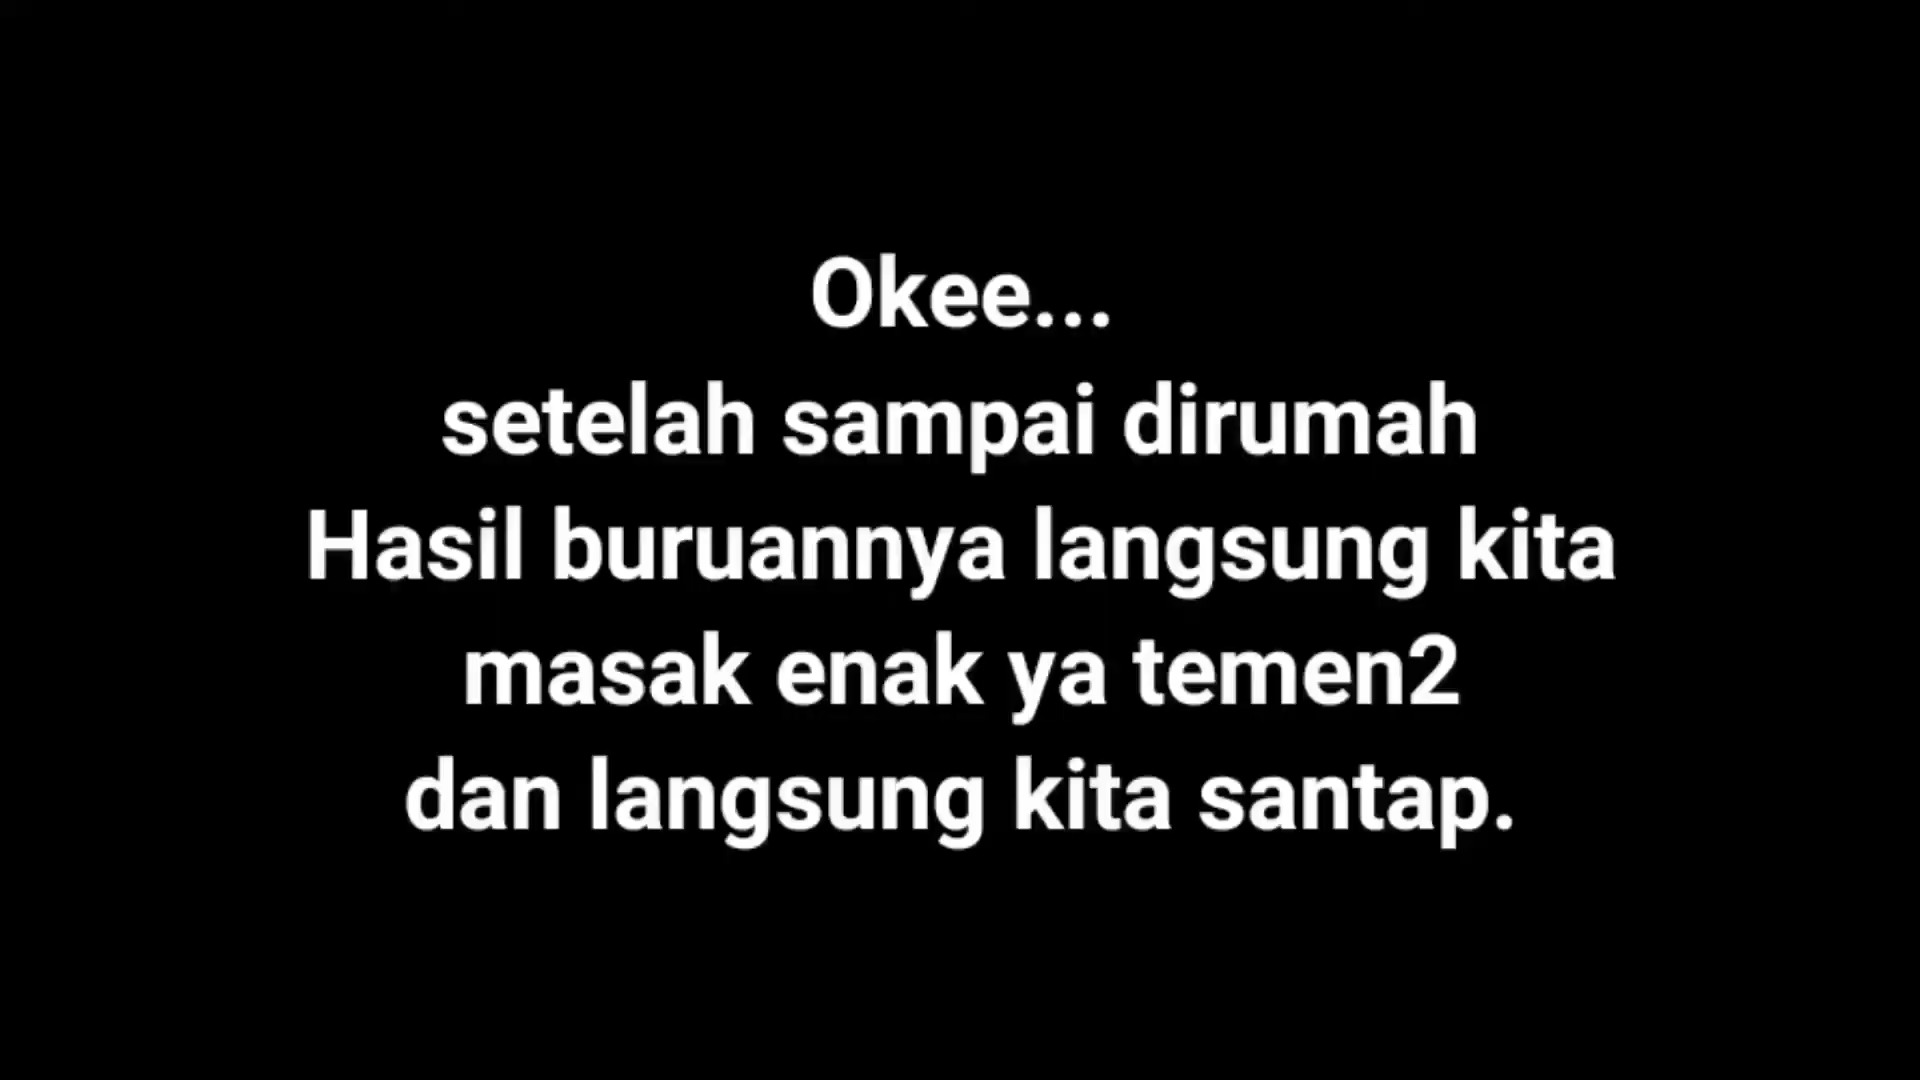 Okee...
setelah sampai dirumah
Hasil buruannya langsung kita
masak enak ya temen2
dan langsung kita santap.